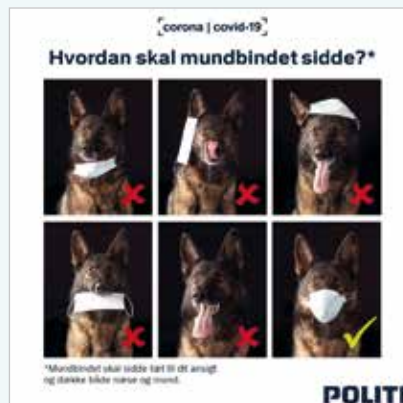 [corona | covid-19]
Hvordan skal mundbindet sidde?*
*Mundbindet skal sidde tæt til dit ansigt
og dække både næse og mund.
POLITI